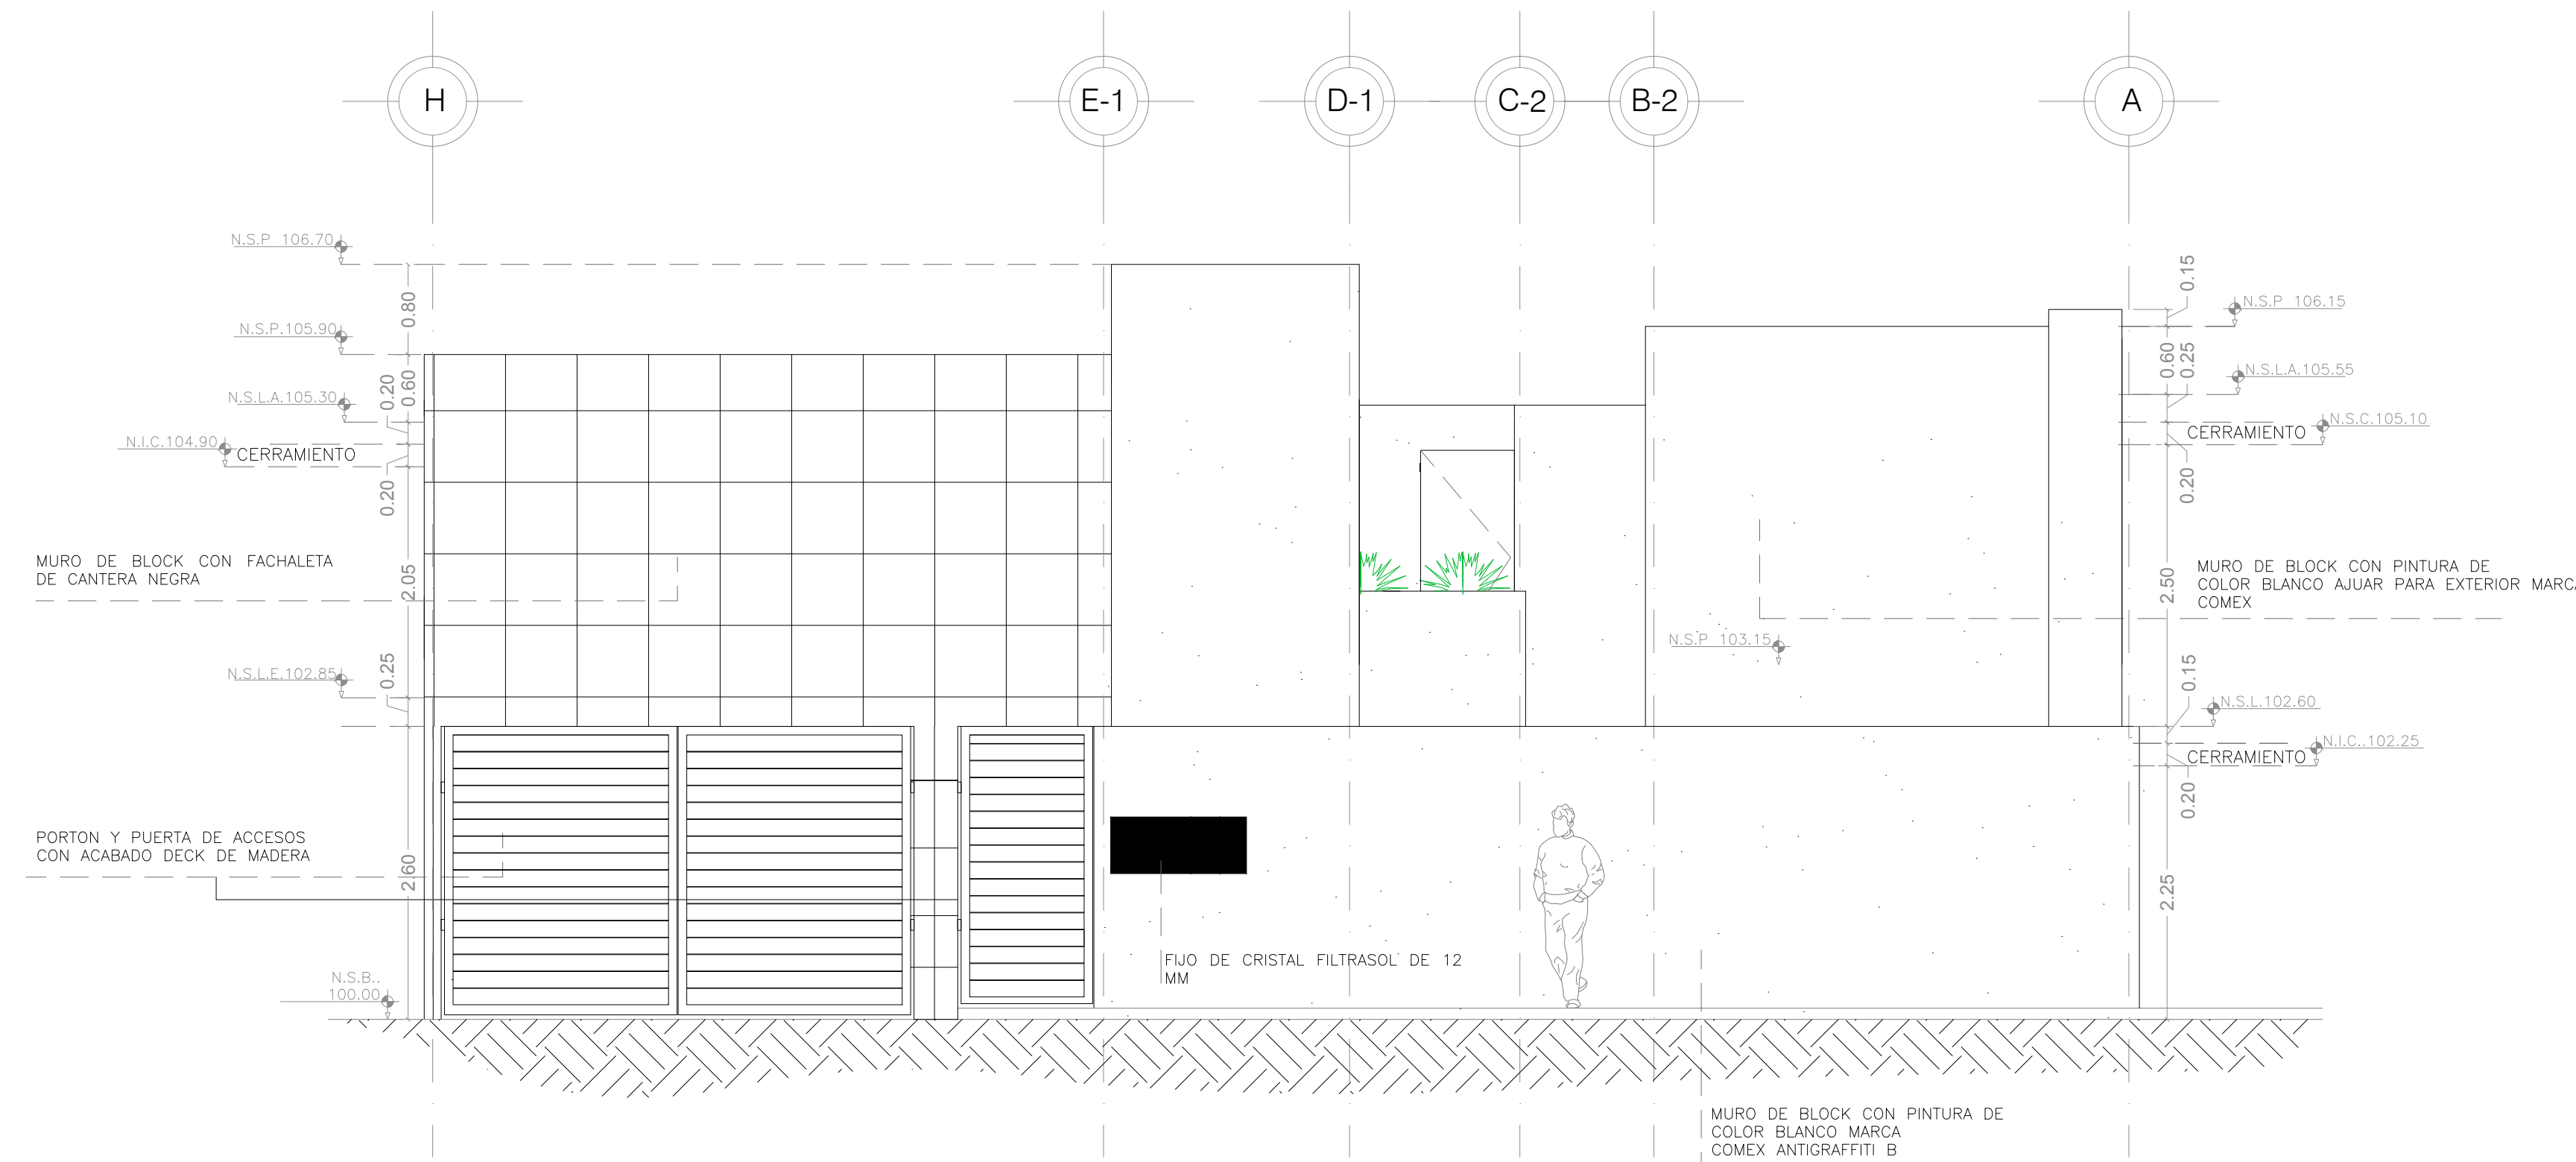 H
E-1
D-1
C-2
B-2
A
N.S.P 106.70
0.80
N.S.P.105.90
0.20
0.60
N.S.L.A.105.30
N.I.C.104.90
CERRAMIENTO
0.20
MURO DE BLOCK CON FACHALETA
DE CANTERA NEGRA
2.05
N.S.L.E.102.85
0.25
PORTON Y PUERTA DE ACCESOS
CON ACABADO DECK DE MADERA
2.60
N.S.B..
100.00
FIJO DE CRISTAL FILTRASOL DE 12
MM
N.S.P 103.15
0.15
N.S.P 106.15
0.60
0.25
N.S.L.A.105.55
N.S.C.105.10
CERRAMIENTO
0.20
MURO DE BLOCK CON PINTURA DE
COLOR BLANCO AJUAR PARA EXTERIOR MARCA
COMEX
2.50
0.15
N.S.L.102.60
N.I.C..102.25
CERRAMIENTO
0.20
2.25
MURO DE BLOCK CON PINTURA DE
COLOR BLANCO MARCA
COMEX ANTIGRAFFITI B